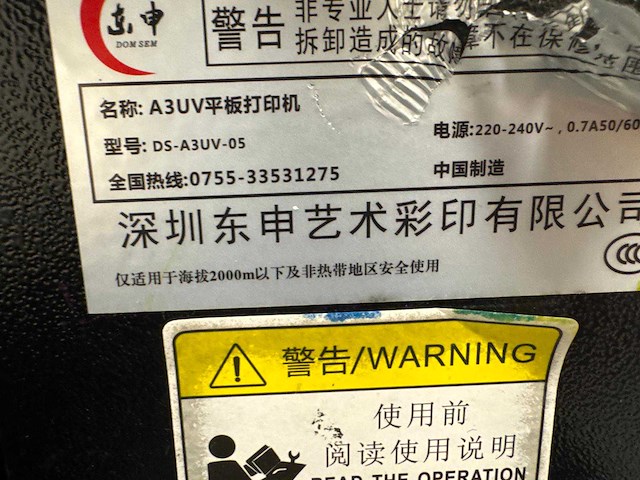 东申
DOMSEM
警告
非专业人士请勿
拆卸造成的故障不在保修范围
名称: A3UV平板打印机
型号: DS-A3UV-05
电源:220-240V~, 0.7A50/60
全国热线:0755-33531275
中国制造
深圳东申艺术彩印有限公司
仅适用于海拔2000m以下及非热带地区安全使用
警告/WARNING
使用前
阅读使用说明
READ THE OPERATION